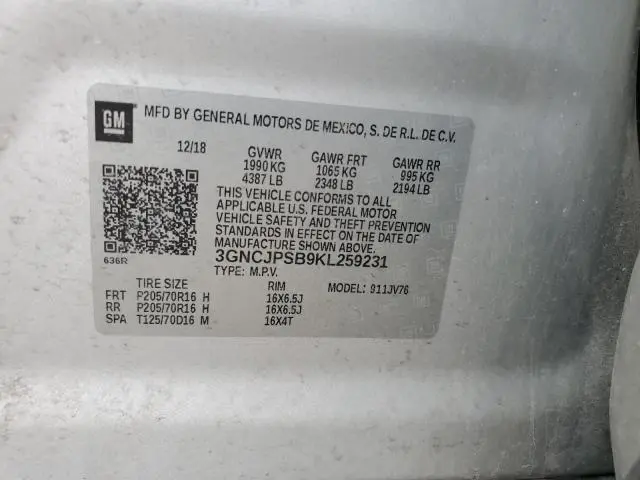 GM
MFD BY GENERAL MOTORS DE MEXICO, S. DE R.L. DE C.V.
12/18 GVWR GAWR FRT GAWR RR
1990 KG 1065 KG 995 KG
4387 LB 2348 LB 2194 LB
THIS VEHICLE CONFORMS TO ALL
APPLICABLE U.S. FEDERAL MOTOR
VEHICLE SAFETY AND THEFT PREVENTION
STANDARDS IN EFFECT ON THE DATE OF
MANUFACTURE SHOWN ABOVE.
636R 3GNCJPSB9KL259231
TYPE: M.P.V.
TIRE SIZE RIM MODEL: 911JV76
FRT P205/70R16 H 16X6.5J
RR P205/70R16 H 16X6.5J
SPA T125/70D16 M 16X4T